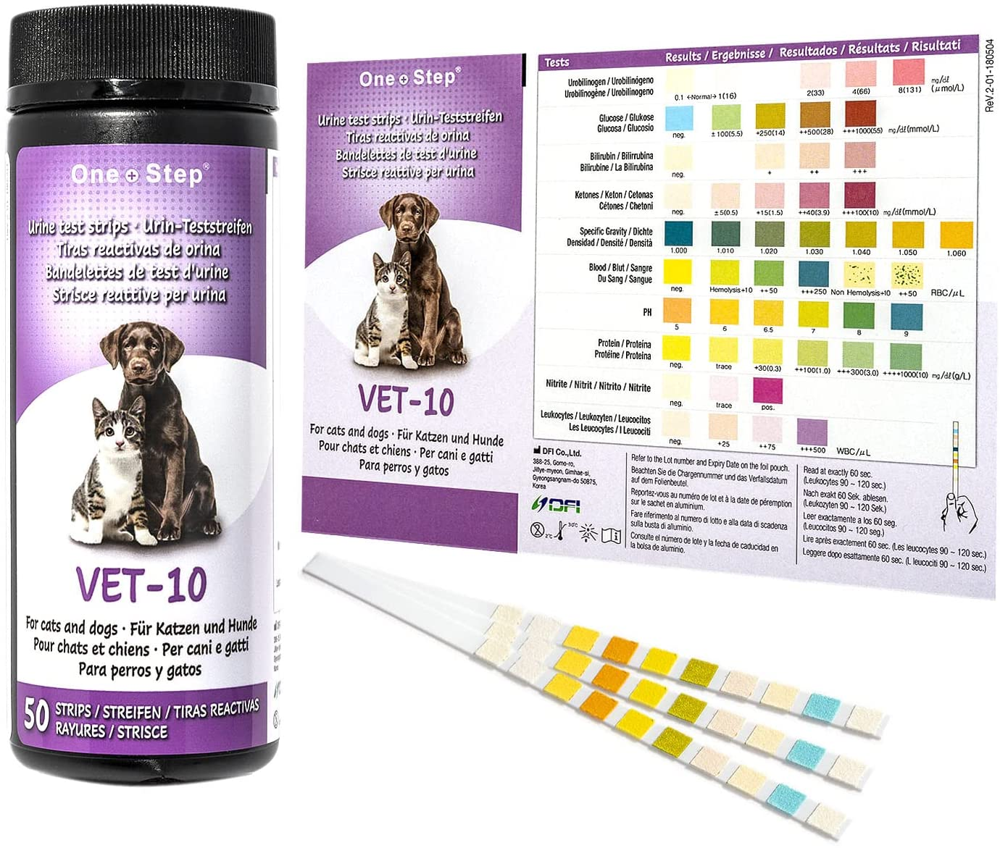 One + Step®
Urine test strips · Urin-Teststreifen
Tiras reactivas de orina
Bandelettes de test d'urine
Strisce reattive per urina
VET-10
For cats and dogs · Für Katzen und Hunde
Pour chats et chiens · Per cani e gatti
Para perros y gatos
50 STRIPS / STREIFEN / TIRAS REACTIVAS
RAYURES / STRISCE
One + Step®
Urine test strips · Urin-Teststreifen
Tiras reactivas de orina
Bandelettes de test d'urine
Strisce reattive per urina
VET-10
For cats and dogs · Für Katzen und Hunde
Pour chats et chiens · Per cani e gatti
Para perros y gatos
Tests Results / Ergebnisse / Resultados / Résultats / Risultati
Urobilinogen / Urobilinógeno
Urobilinogène / Urobilinogeno
0.1 ←Normal→ 1(16) 2(33) 4(66) 8(131) mg/dℓ (μmol/L)
Glucose / Glukose
Glucosa / Glucosio
neg. ±100(5.5) +250(14) ++500(28) +++1000(55) mg/dℓ(mmol/L)
Bilirubin / Bilirrubina
Bilirubine / La Bilirubina
neg. + ++ +++
Ketones / Keton / Cetonas
Cétones / Chetoni
neg. ±5(0.5) +15(1.5) ++40(3.9) +++100(10) mg/dℓ(mmol/L)
Specific Gravity / Dichte
Densidad / Densité / Densità
1.000 1.010 1.020 1.030 1.040 1.050 1.060
Blood / Blut / Sangre
Du Sang / Sangue
neg. Hemolysis+10 ++50 +++250 Non Hemolysis+10 ++50 RBC/μL
PH
5 6 6.5 7 8 9
Protein / Proteína
Protéine / Proteina
neg. trace +30(0.3) ++100(1.0) +++300(3.0) ++++1000(10) mg/dℓ(g/L)
Nitrite / Nitrit / Nitrito / Nitrite
neg. trace pos.
Leukocytes / Leukozyten / Leucocitos
Les Leucocytes / I Leucociti
neg. +25 ++75 +++500 WBC/μL
DFI Co.,Ltd.
388-25, Gomo-ro,
Jillye-myeon, Gimhae-si,
Gyeongsangnam-do 50875,
Korea
DFI
2°C 30°C
Refer to the Lot number and Expiry Date on the foil pouch.
Beachten Sie die Chargennummer und das Verfallsdatum
auf dem Folienbeutel.
Reportez-vous au numéro de lot et à la date de péremption
sur le sachet en aluminium.
Fare riferimento al numero di lotto e alla data di scadenza
sulla busta di alluminio.
Consulte el número de lote y la fecha de caducidad en
la bolsa de aluminio.
Read at exactly 60 sec.
(Leukocytes 90 ~ 120 sec.)
Nach exakt 60 Sek. ablesen.
(Leukozyten 90 ~ 120 Sek.)
Leer exactamente a los 60 seg.
(Leucocitos 90 ~ 120 seg.)
Lire après exactement 60 sec. (Les leucocytes 90 ~ 120 sec.)
Leggere dopo esattamente 60 sec. (I leucociti 90 ~ 120 sec.)
ReV.2-01-180504